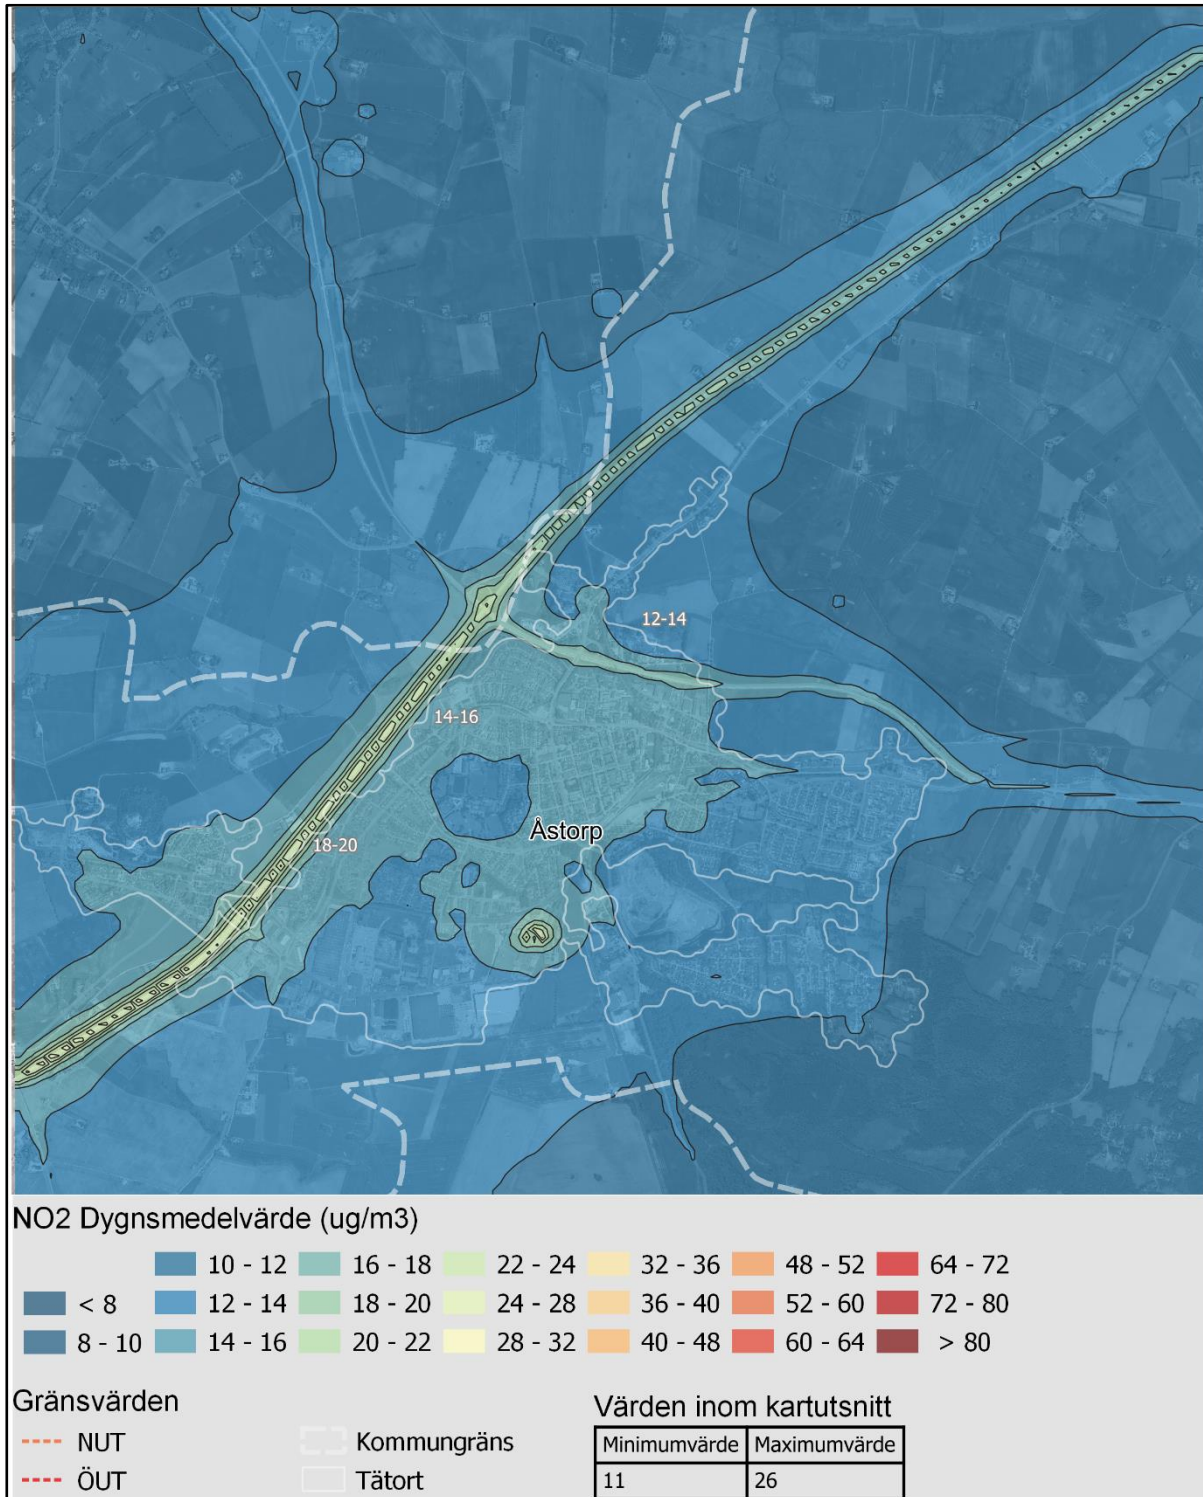 12-14
14-16
Åstorp
18-20
NO2 Dygnsmedelvärde (ug/m3)
10 - 12 16 - 18 22 - 24 32 - 36 48 - 52 64 - 72
< 8 12 - 14 18 - 20 24 - 28 36 - 40 52 - 60 72 - 80
8 - 10 14 - 16 20 - 22 28 - 32 40 - 48 60 - 64 > 80
Gränsvärden
NUT
ÖUT
Kommungräns
Tätort
Värden inom kartutsnitt
Minimumvärde Maximumvärde
11 26